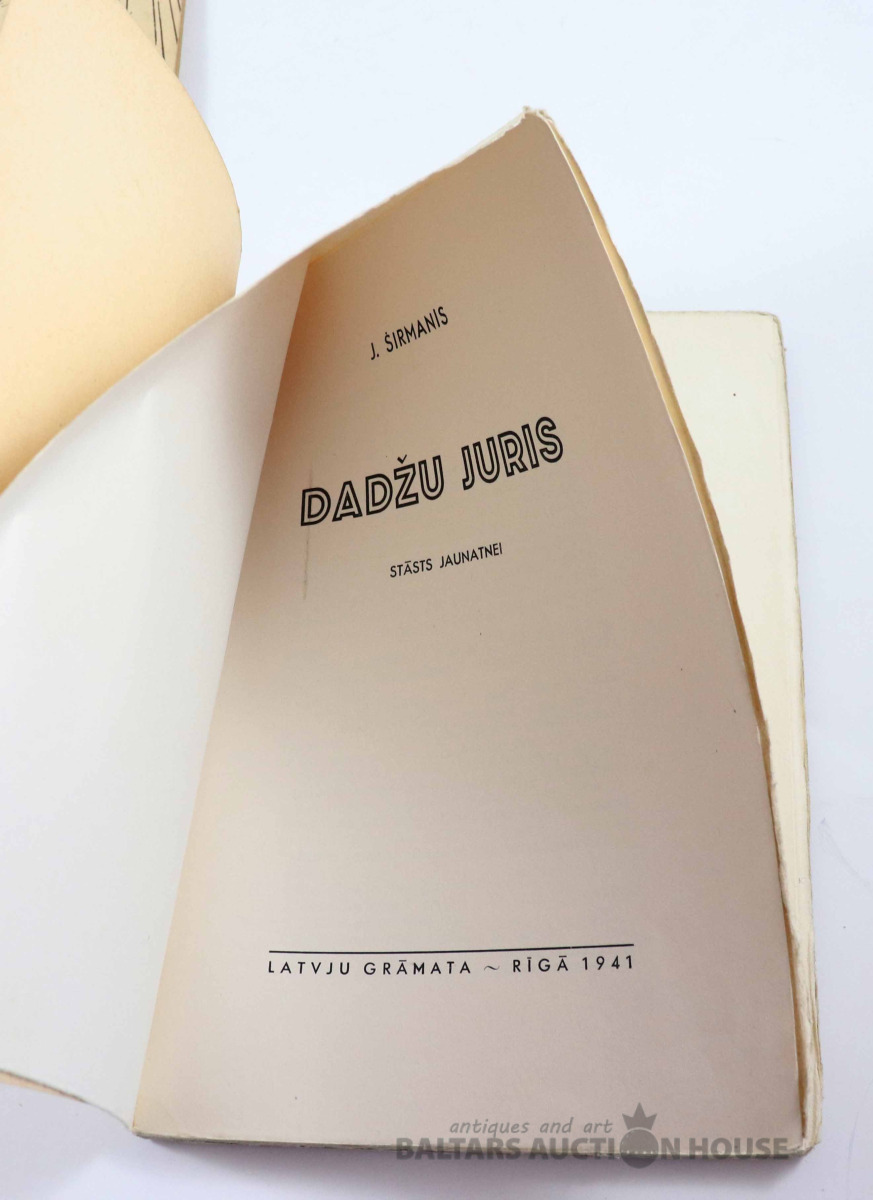 J. ŠIRMANIS
DADŽU JURIS
STĀSTS JAUNATNEI
LATVJU GRĀMATA ~ RĪGĀ 1941
antiques and art
BALTARS AUCTION HOUSE